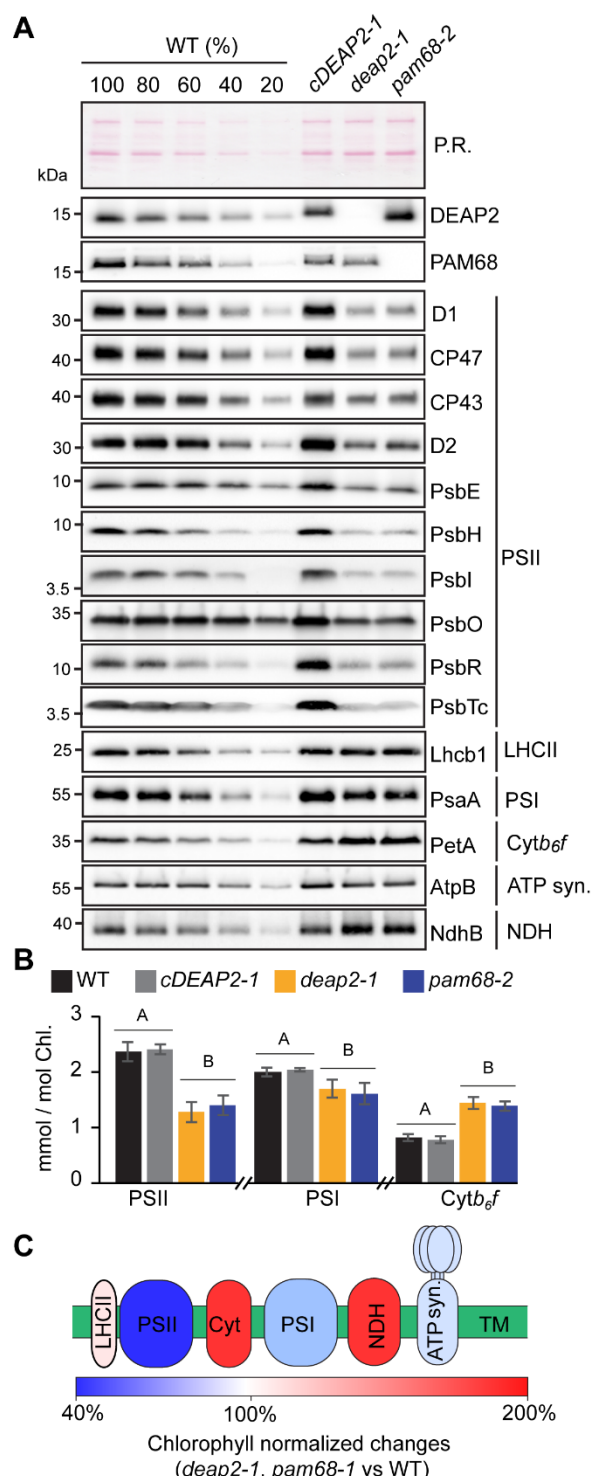 A
WT (%)
100 80 60 40 20 cDEAP2-1 deap2-1 pam68-2
P.R.
kDa
15 DEAP2
15 PAM68
30 D1
40 CP47
40 CP43
30 D2
10 PsbE
10 PsbH
3.5 PsbI
35 PsbO
10 PsbR
3.5 PsbTc
PSII
25 Lhcb1 LHCII
55 PsaA PSI
35 PetA Cytb6f
55 AtpB ATP syn.
40 NdhB NDH
B
WT cDEAP2-1 deap2-1 pam68-2
mmol / mol Chl.
3
2
1
0
A B A B A B
PSII PSI Cytb6f
C
LHCII PSII Cyt PSI NDH ATP syn. TM
40% 100% 200%
Chlorophyll normalized changes
(deap2-1, pam68-1 vs WT)